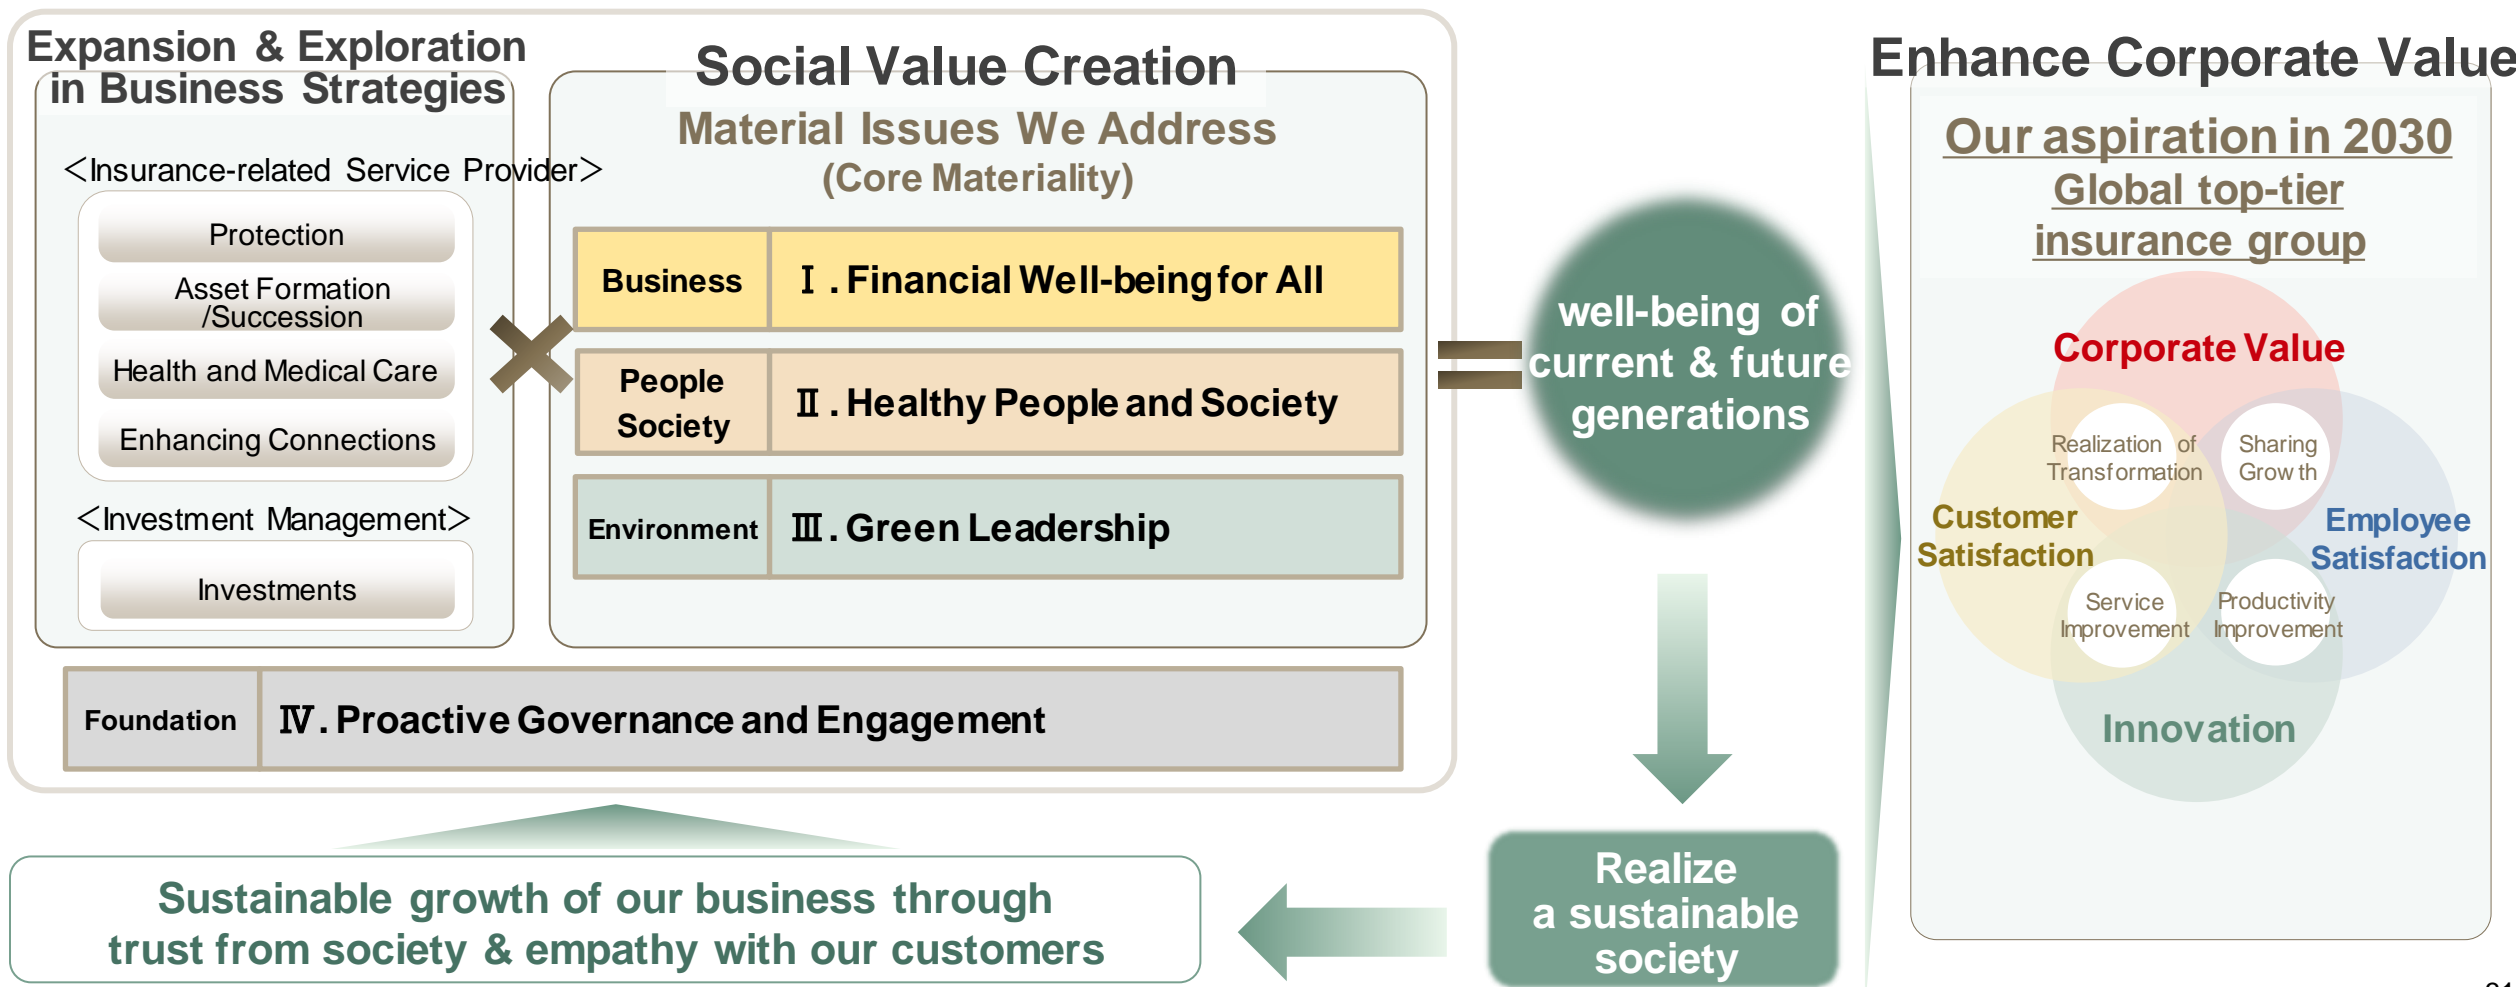 Expansion & Exploration
in Business Strategies
<Insurance-related Service Provider>
Protection
Asset Formation
/Succession
Health and Medical Care
Enhancing Connections
<Investment Management>
Investments
Social Value Creation
Material Issues We Address
(Core Materiality)
Business
Ⅰ. Financial Well-being for All
People
Society
Ⅱ. Healthy People and Society
Environment
Ⅲ. Green Leadership
Foundation
Ⅳ. Proactive Governance and Engagement
well-being of
current & future
generations
Realize
a sustainable
society
Sustainable growth of our business through
trust from society & empathy with our customers
Enhance Corporate Value
Our aspiration in 2030
Global top-tier
insurance group
Corporate Value
Realization of
Transformation
Sharing
Growth
Customer
Satisfaction
Employee
Satisfaction
Service
Improvement
Productivity
Improvement
Innovation